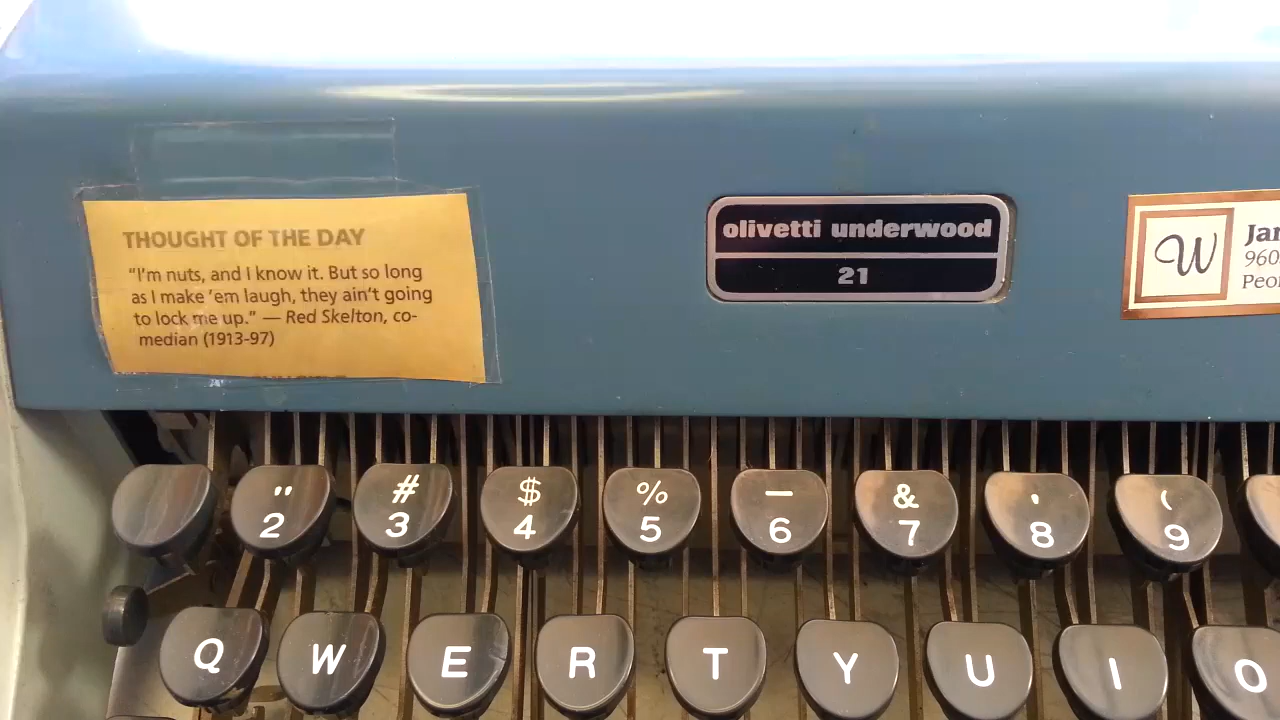 THOUGHT OF THE DAY
"I'm nuts, and I know it. But so long
as I make 'em laugh, they ain't going
to lock me up." — Red Skelton, co-
median (1913-97)
olivetti underwood
21
W
960
" # $ % — & ' (
2 3 4 5 6 7 8 9
Q W E R T Y U I O